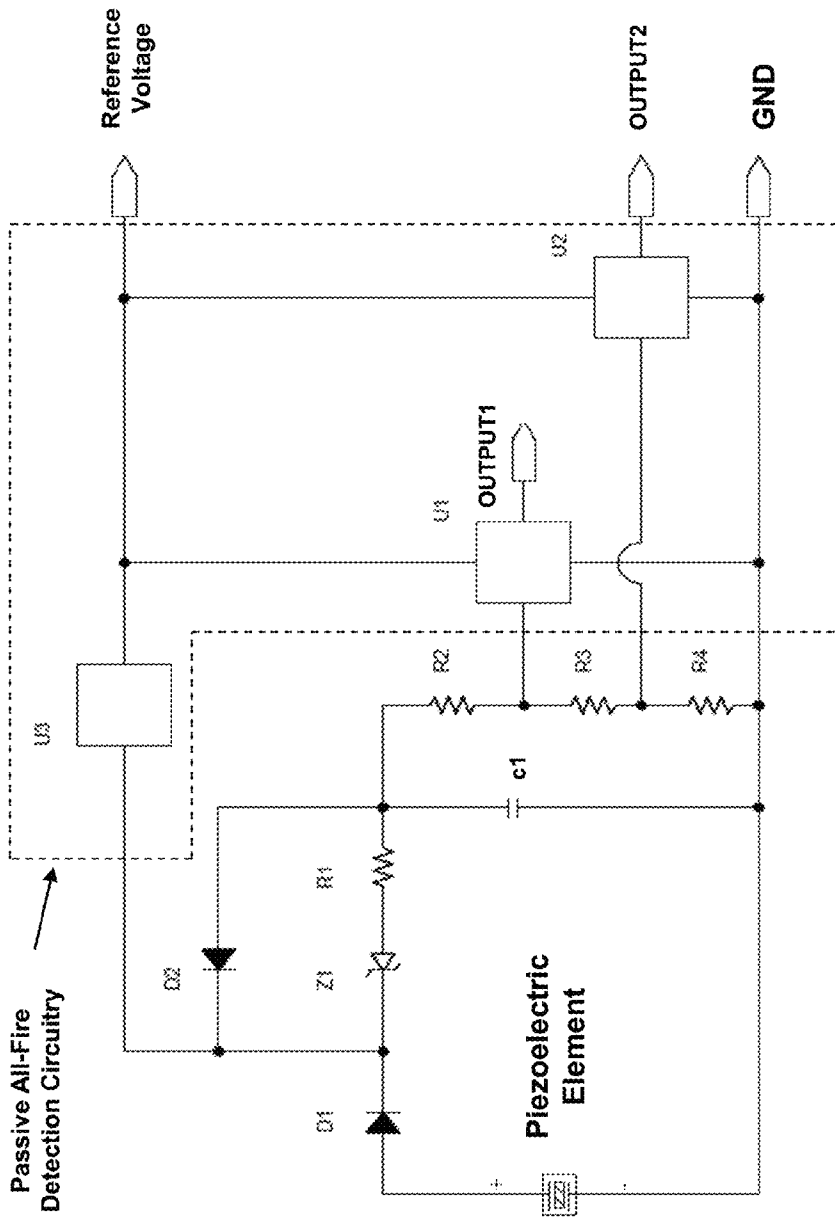 Passive All-Fire
Detection Circuitry
Reference
Voltage
U3
U2
OUTPUT2
GND
U1
OUTPUT1
D2
Z1
R1
R2
R3
R4
c1
D1
+
-
Piezoelectric
Element